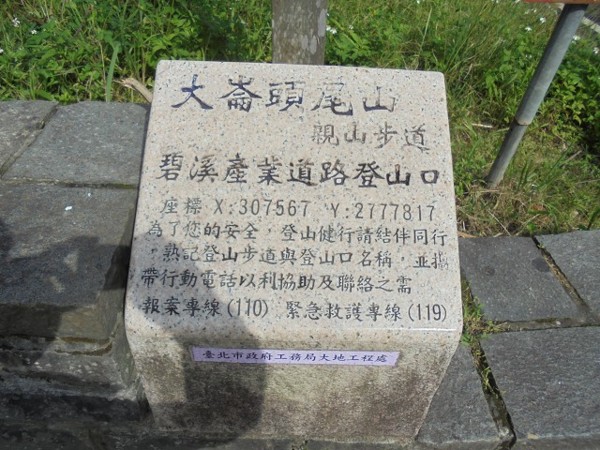 大崙頭尾山
親山步道
碧溪產業道路登山口
座標 X:307567 Y:2777817
為了您的安全，登山健行請結伴同行
，熟記登山步道與登山口名稱，並攜
帶行動電話以利協助及聯絡之需
報案專線(110) 緊急救護專線(119)
臺北市政府工務局大地工程處